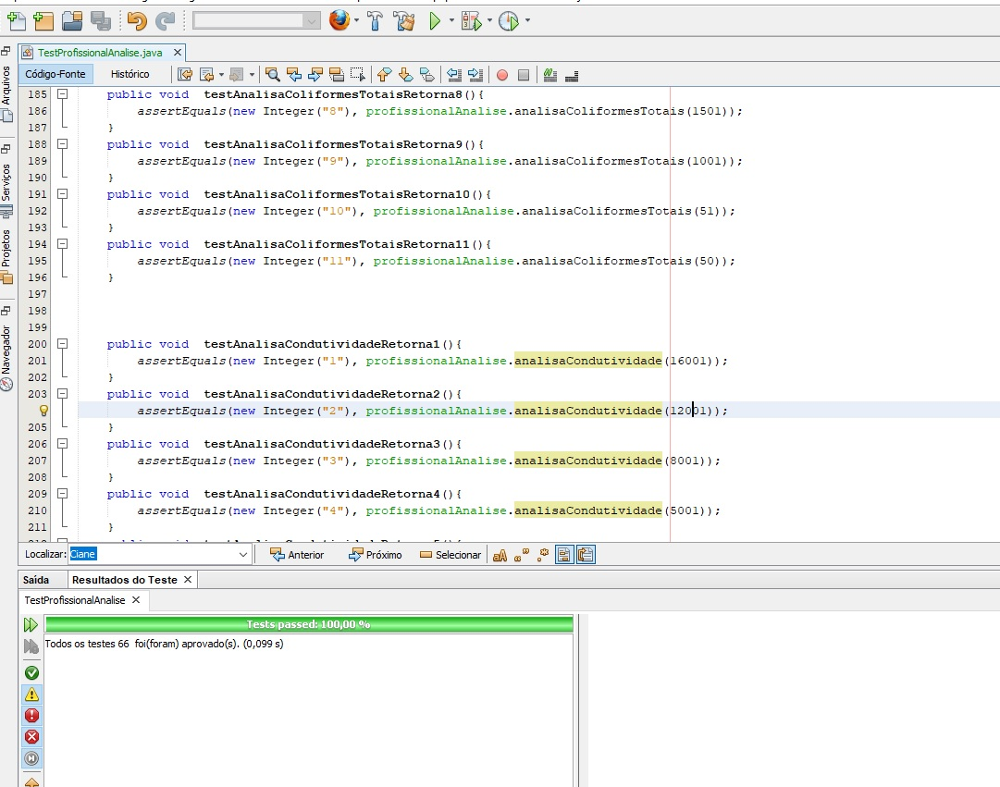 TestProfissionalAnalise.java
Código-Fonte Histórico
Arquivos
Serviços
Projetos
Navegador
185 public void testAnalisaColiformesTotaisRetorna8(){
186 assertEquals(new Integer("8"), profissionalAnalise.analisaColiformesTotais(1501));
187 }
188 public void testAnalisaColiformesTotaisRetorna9(){
189 assertEquals(new Integer("9"), profissionalAnalise.analisaColiformesTotais(1001));
190 }
191 public void testAnalisaColiformesTotaisRetorna10(){
192 assertEquals(new Integer("10"), profissionalAnalise.analisaColiformesTotais(51));
193 }
194 public void testAnalisaColiformesTotaisRetorna11(){
195 assertEquals(new Integer("11"), profissionalAnalise.analisaColiformesTotais(50));
196 }
197
198
199
200 public void testAnalisaCondutividadeRetorna1(){
201 assertEquals(new Integer("1"), profissionalAnalise.analisaCondutividade(16001));
202 }
203 public void testAnalisaCondutividadeRetorna2(){
assertEquals(new Integer("2"), profissionalAnalise.analisaCondutividade(12001));
205 }
206 public void testAnalisaCondutividadeRetorna3(){
207 assertEquals(new Integer("3"), profissionalAnalise.analisaCondutividade(8001));
208 }
209 public void testAnalisaCondutividadeRetorna4(){
210 assertEquals(new Integer("4"), profissionalAnalise.analisaCondutividade(5001));
211 }
Localizar: Ciane Anterior Próximo Selecionar
Saída Resultados do Teste
TestProfissionalAnalise
Tests passed: 100,00 %
Todos os testes 66 foi(foram) aprovado(s). (0,099 s)